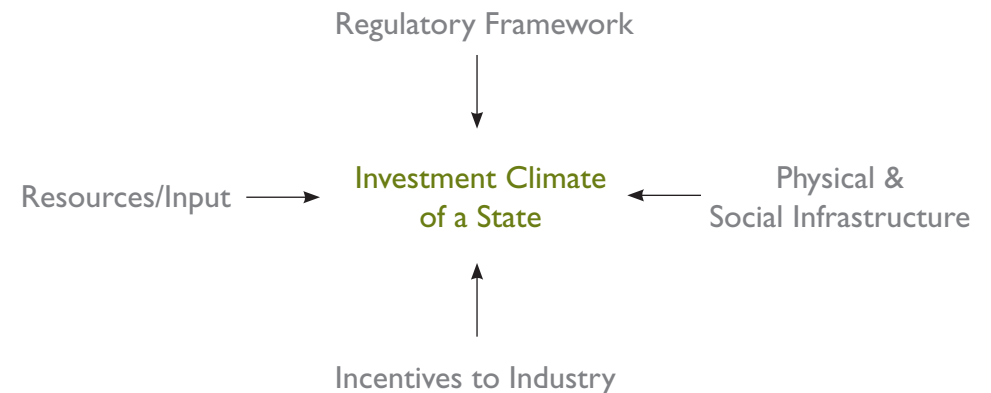 Regulatory Framework
Resources/Input
Investment Climate
of a State
Physical &
Social Infrastructure
Incentives to Industry